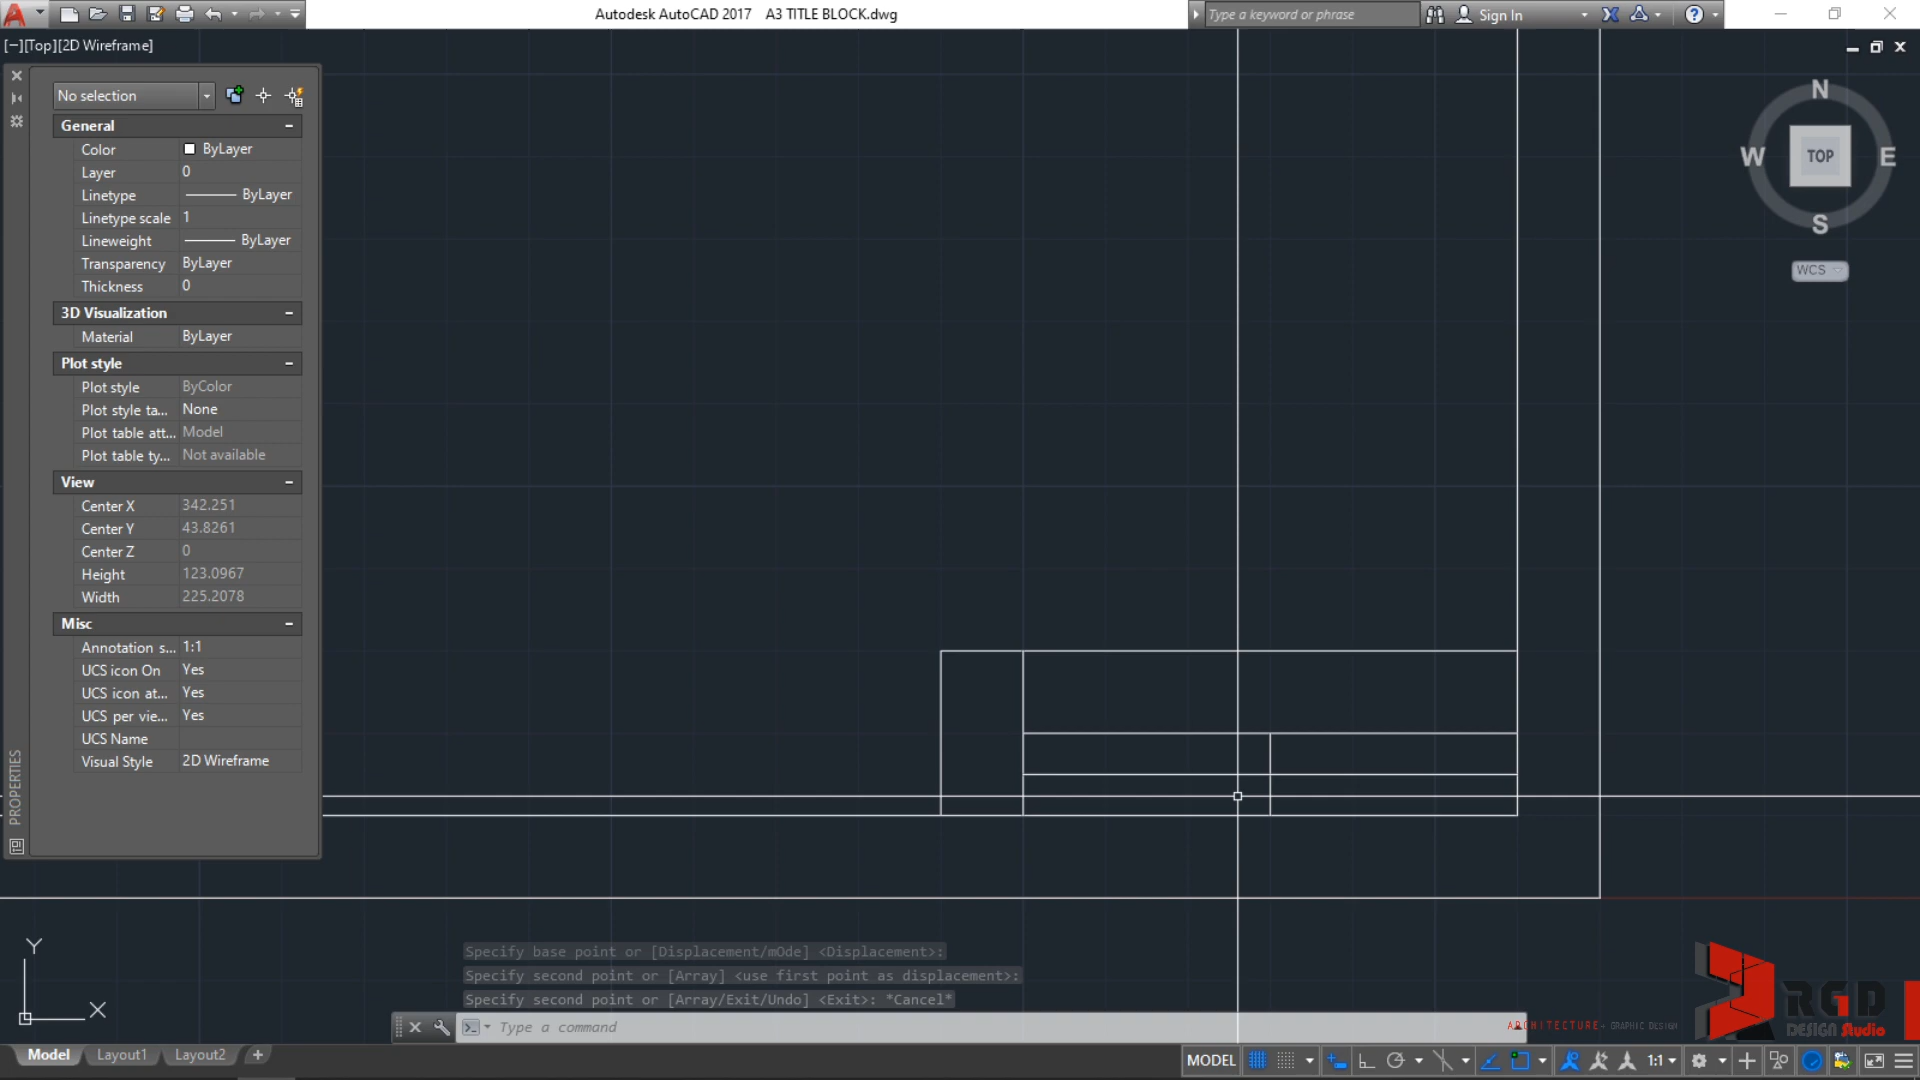 Autodesk AutoCAD 2017 A3 TITLE BLOCK.dwg
Type a keyword or phrase
Sign In
[−][Top][2D Wireframe]
No selection
General
Color ByLayer
Layer 0
Linetype ByLayer
Linetype scale 1
Lineweight ByLayer
Transparency ByLayer
Thickness 0
3D Visualization
Material ByLayer
Plot style
Plot style ByColor
Plot style ta... None
Plot table att... Model
Plot table ty... Not available
View
Center X 342.251
Center Y 43.8261
Center Z 0
Height 123.0967
Width 225.2078
Misc
Annotation s... 1:1
UCS icon On Yes
UCS icon at... Yes
UCS per vie... Yes
UCS Name
Visual Style 2D Wireframe
PROPERTIES
N
W TOP E
S
WCS
Y
X
Specify base point or [Displacement/mOde] <Displacement>:
Specify second point or [Array] <use first point as displacement>:
Specify second point or [Array/Exit/Undo] <Exit>: *Cancel*
Type a command
RGD
DESIGN Studio
ARCHITECTURE + GRAPHIC DESIGN
Model Layout1 Layout2 +
MODEL 1:1